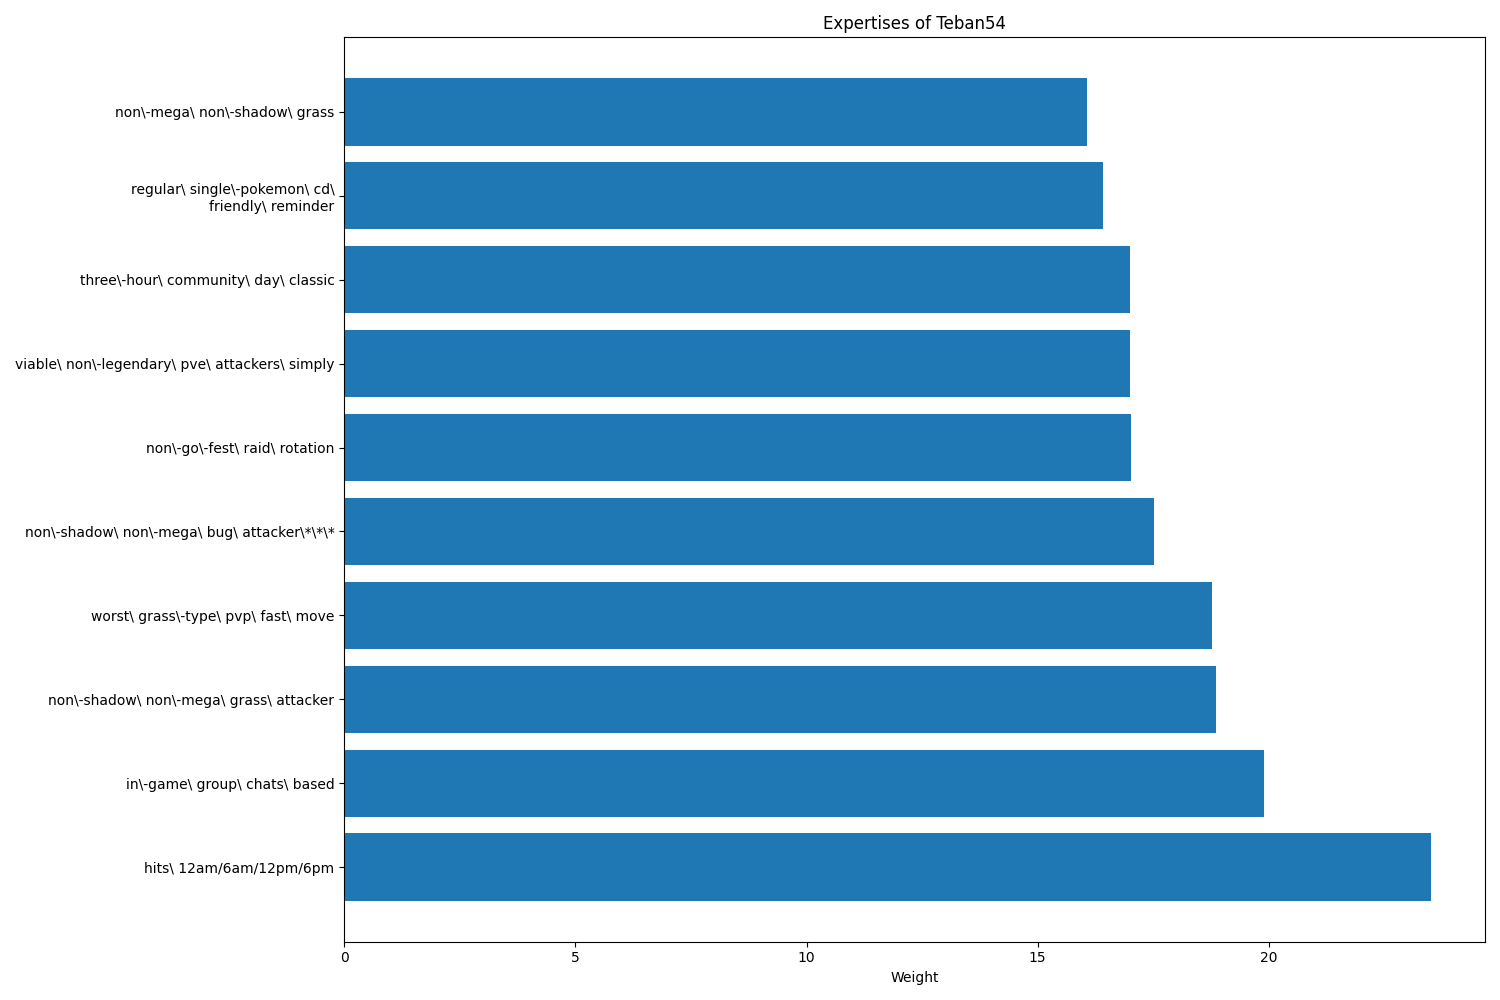 Expertises of Teban54
non\-mega\ non\-shadow\ grass
regular\ single\-pokemon\ cd\
friendly\ reminder
three\-hour\ community\ day\ classic
viable\ non\-legendary\ pve\ attackers\ simply
non\-go\-fest\ raid\ rotation
non\-shadow\ non\-mega\ bug\ attacker\*\*\*
worst\ grass\-type\ pvp\ fast\ move
non\-shadow\ non\-mega\ grass\ attacker
in\-game\ group\ chats\ based
hits\ 12am/6am/12pm/6pm
0 5 10 15 20
Weight